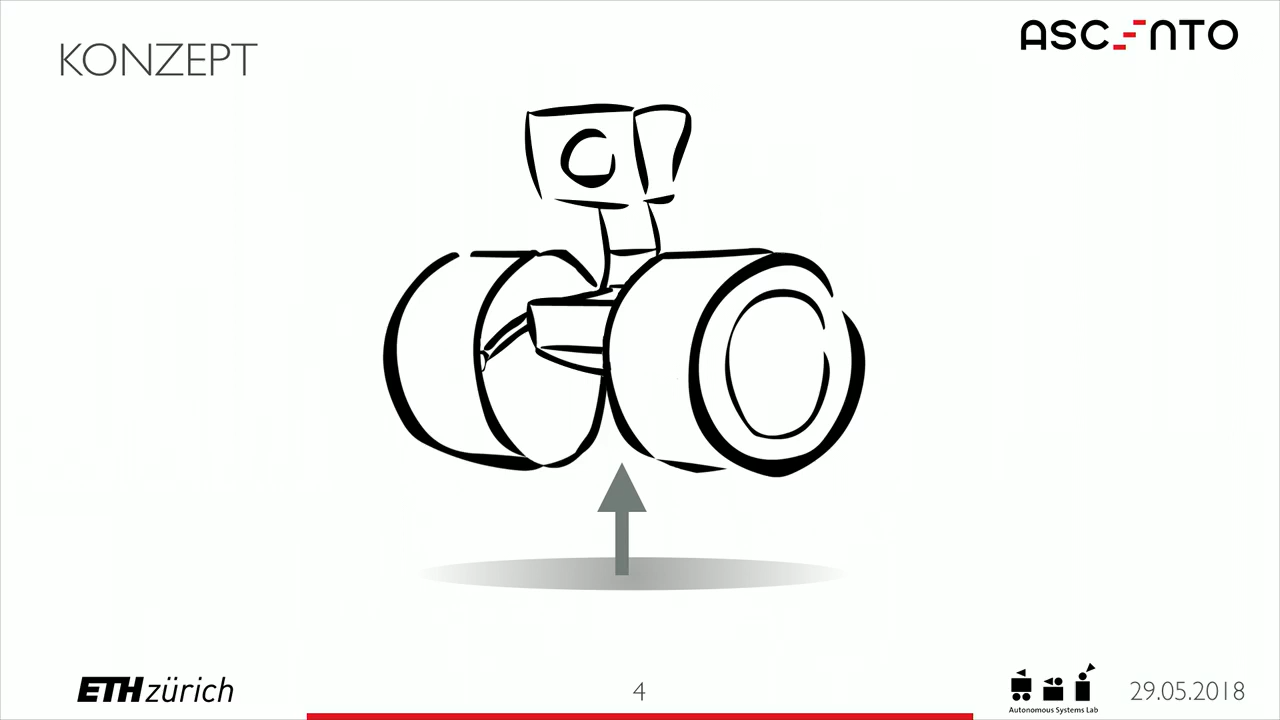 KONZEPT
ASCENTO
ETH zürich
4
Autonomous Systems Lab
29.05.2018